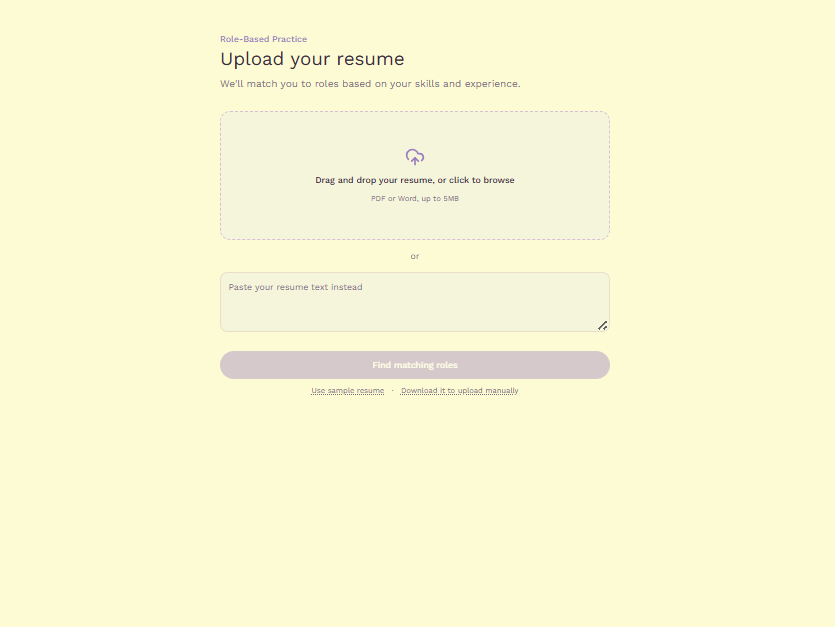 Role-Based Practice
Upload your resume
We'll match you to roles based on your skills and experience.
Drag and drop your resume, or click to browse
PDF or Word, up to 5MB
or
Paste your resume text instead
Find matching roles
Use sample resume · Download it to upload manually